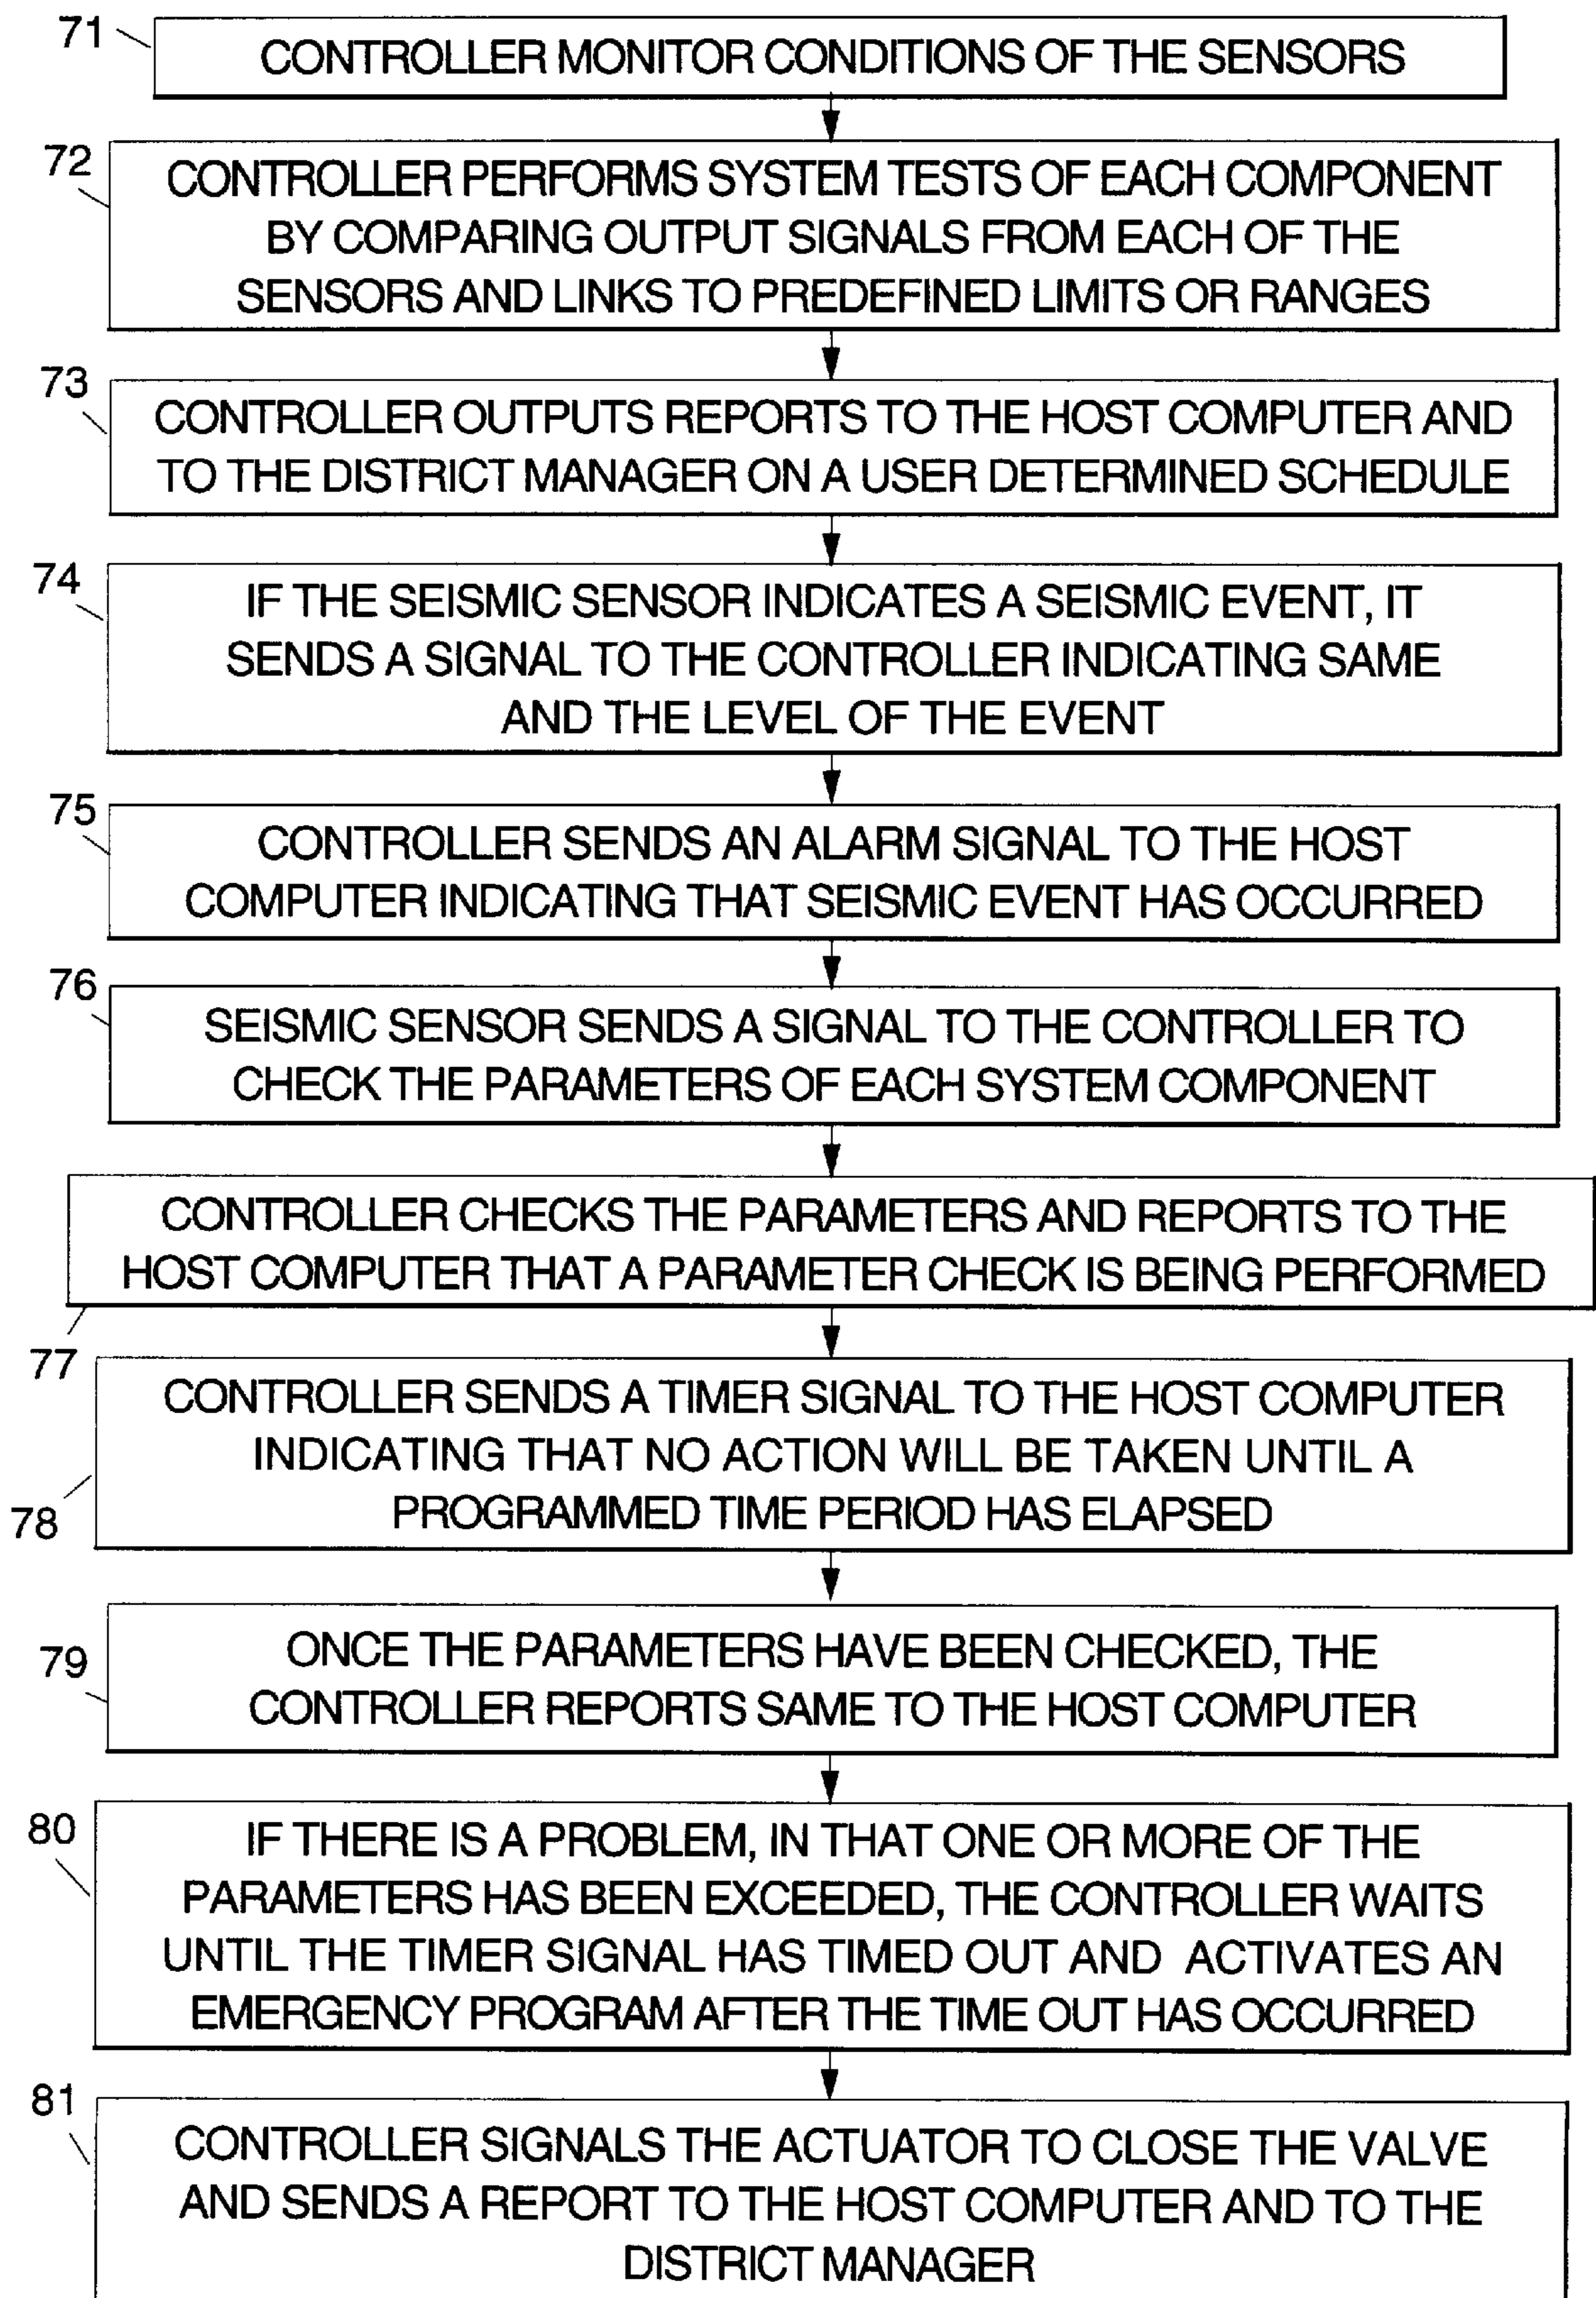 71
CONTROLLER MONITOR CONDITIONS OF THE SENSORS
72
CONTROLLER PERFORMS SYSTEM TESTS OF EACH COMPONENT
BY COMPARING OUTPUT SIGNALS FROM EACH OF THE
SENSORS AND LINKS TO PREDEFINED LIMITS OR RANGES
73
CONTROLLER OUTPUTS REPORTS TO THE HOST COMPUTER AND
TO THE DISTRICT MANAGER ON A USER DETERMINED SCHEDULE
74
IF THE SEISMIC SENSOR INDICATES A SEISMIC EVENT, IT
SENDS A SIGNAL TO THE CONTROLLER INDICATING SAME
AND THE LEVEL OF THE EVENT
75
CONTROLLER SENDS AN ALARM SIGNAL TO THE HOST
COMPUTER INDICATING THAT SEISMIC EVENT HAS OCCURRED
76
SEISMIC SENSOR SENDS A SIGNAL TO THE CONTROLLER TO
CHECK THE PARAMETERS OF EACH SYSTEM COMPONENT
CONTROLLER CHECKS THE PARAMETERS AND REPORTS TO THE
HOST COMPUTER THAT A PARAMETER CHECK IS BEING PERFORMED
77
CONTROLLER SENDS A TIMER SIGNAL TO THE HOST COMPUTER
INDICATING THAT NO ACTION WILL BE TAKEN UNTIL A
PROGRAMMED TIME PERIOD HAS ELAPSED
78
ONCE THE PARAMETERS HAVE BEEN CHECKED, THE
79
CONTROLLER REPORTS SAME TO THE HOST COMPUTER
80
IF THERE IS A PROBLEM, IN THAT ONE OR MORE OF THE
PARAMETERS HAS BEEN EXCEEDED, THE CONTROLLER WAITS
UNTIL THE TIMER SIGNAL HAS TIMED OUT AND ACTIVATES AN
EMERGENCY PROGRAM AFTER THE TIME OUT HAS OCCURRED
81
CONTROLLER SIGNALS THE ACTUATOR TO CLOSE THE VALVE
AND SENDS A REPORT TO THE HOST COMPUTER AND TO THE
DISTRICT MANAGER